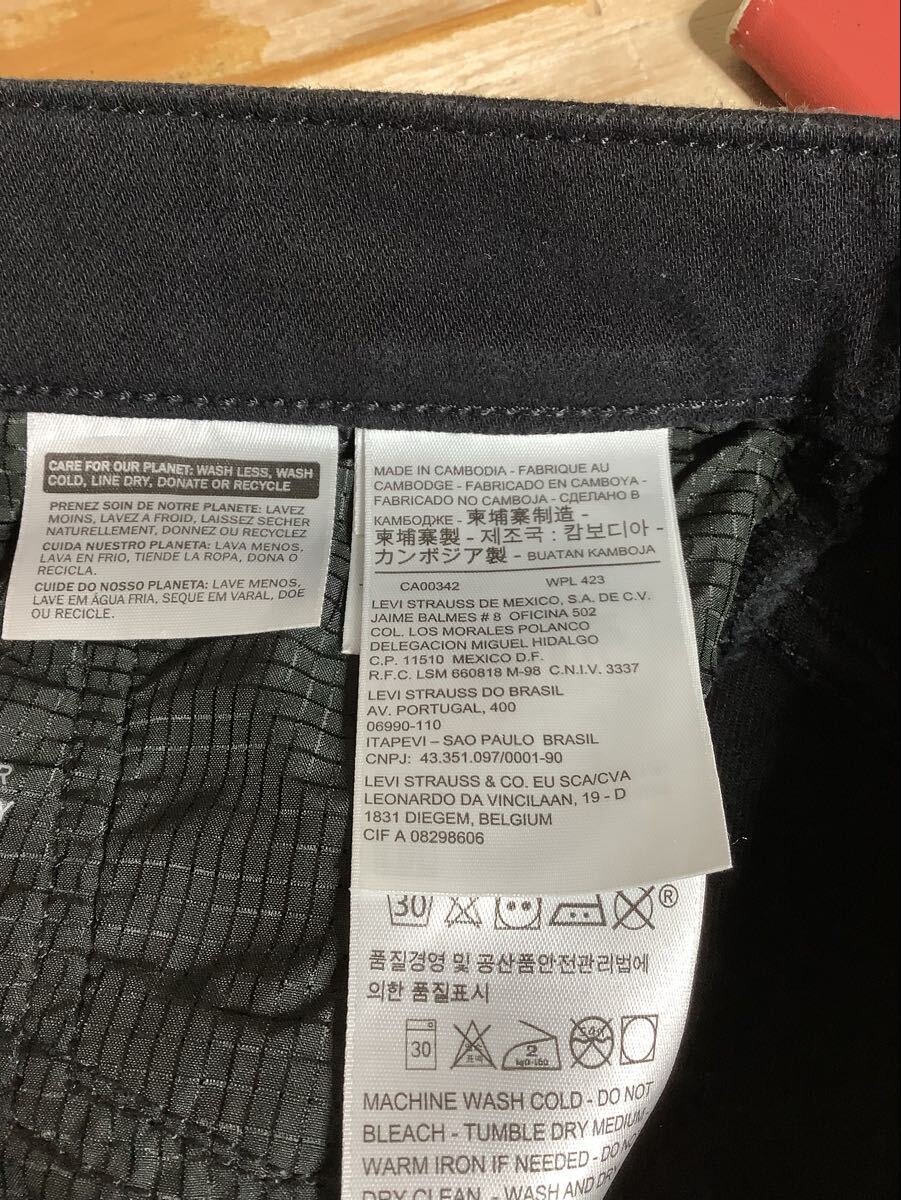 CARE FOR OUR PLANET: WASH LESS, WASH
COLD, LINE DRY, DONATE OR RECYCLE
PRENEZ SOIN DE NOTRE PLANETE: LAVEZ
MOINS, LAVEZ A FROID, LAISSEZ SECHER
NATURELLEMENT, DONNEZ OU RECYCLEZ
CUIDA NUESTRO PLANETA: LAVA MENOS,
LAVA EN FRIO, TIENDE LA ROPA, DONA O
RECICLA.
CUIDE DO NOSSO PLANETA: LAVE MENOS,
LAVE EM ÁGUA FRIA, SEQUE EM VARAL, DOE
OU RECICLE.
MADE IN CAMBODIA - FABRIQUE AU
CAMBODGE - FABRICADO EN CAMBOYA -
FABRICADO NO CAMBOJA - СДЕЛАНО В
КАМБОДЖЕ - 柬埔寨制造 -
柬埔寨製 - 제조국 : 캄보디아 -
カンボジア製 - BUATAN KAMBOJA
CA00342 WPL 423
LEVI STRAUSS DE MEXICO, S.A. DE C.V.
JAIME BALMES # 8 OFICINA 502
COL. LOS MORALES POLANCO
DELEGACION MIGUEL HIDALGO
C.P. 11510 MEXICO D.F.
R.F.C. LSM 660818 M-98 C.N.I.V. 3337
LEVI STRAUSS DO BRASIL
AV. PORTUGAL, 400
06990-110
ITAPEVI – SAO PAULO BRASIL
CNPJ: 43.351.097/0001-90
LEVI STRAUSS & CO. EU SCA/CVA
LEONARDO DA VINCILAAN, 19 - D
1831 DIEGEM, BELGIUM
CIF A 08298606
30 ®
품질경영 및 공산품안전관리법에
의한 품질표시
30 표백 2
MACHINE WASH COLD - DO NOT
BLEACH - TUMBLE DRY MEDIUM
WARM IRON IF NEEDED - DO
DRY CLEAN - WASH AND DRY